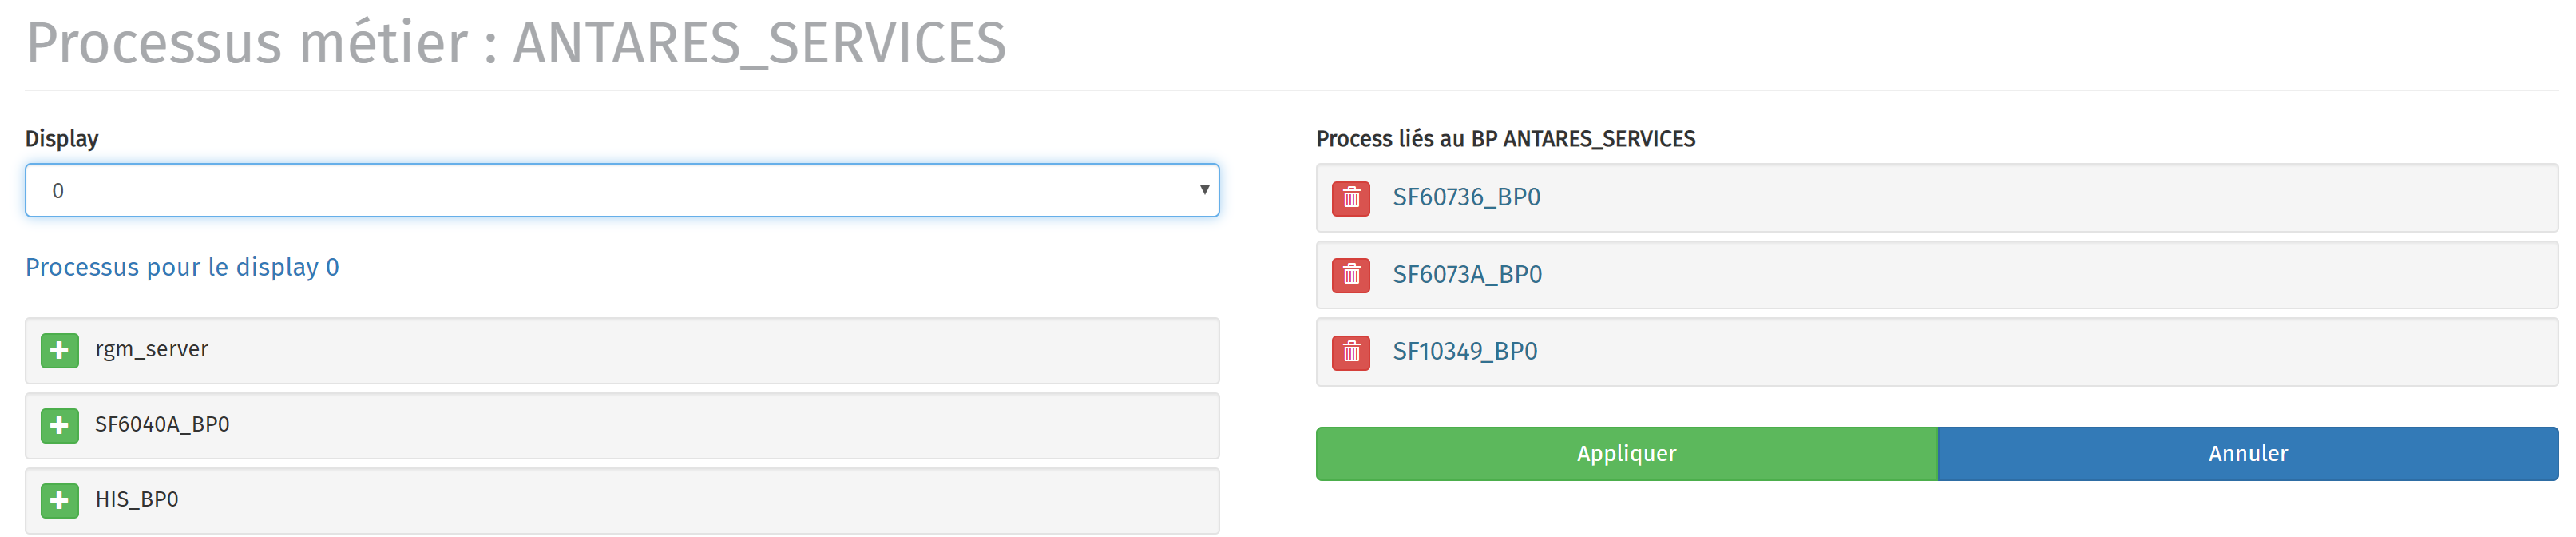 Processus métier : ANTARES_SERVICES
Display
0
Processus pour le display 0
rgm_server
SF6040A_BP0
HIS_BP0
Process liés au BP ANTARES_SERVICES
SF60736_BP0
SF6073A_BP0
SF10349_BP0
Appliquer
Annuler